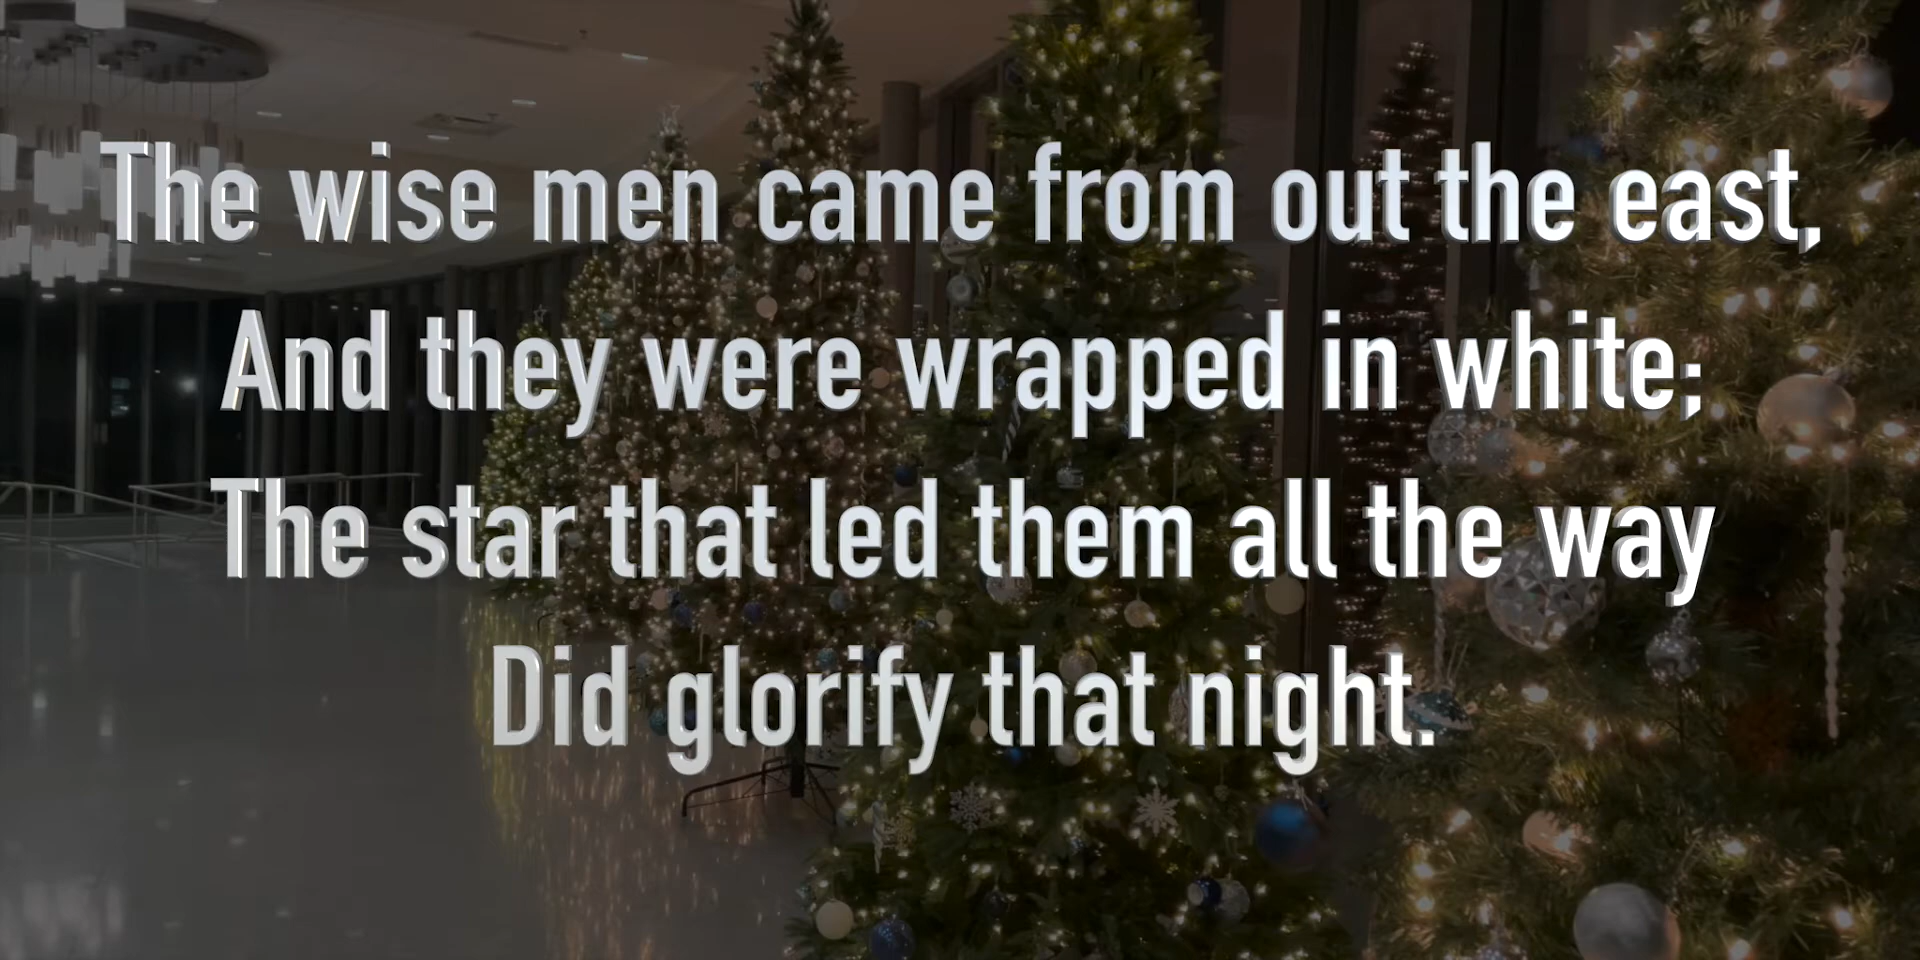 The wise men came from out the east,
And they were wrapped in white;
The star that led them all the way
Did glorify that night.